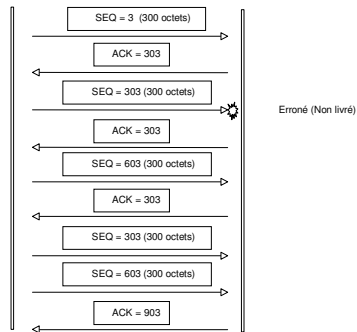 SEQ = 3 (300 octets)
ACK = 303
SEQ = 303 (300 octets)
Erroné (Non livré)
ACK = 303
SEQ = 603 (300 octets)
ACK = 303
SEQ = 303 (300 octets)
SEQ = 603 (300 octets)
ACK = 903